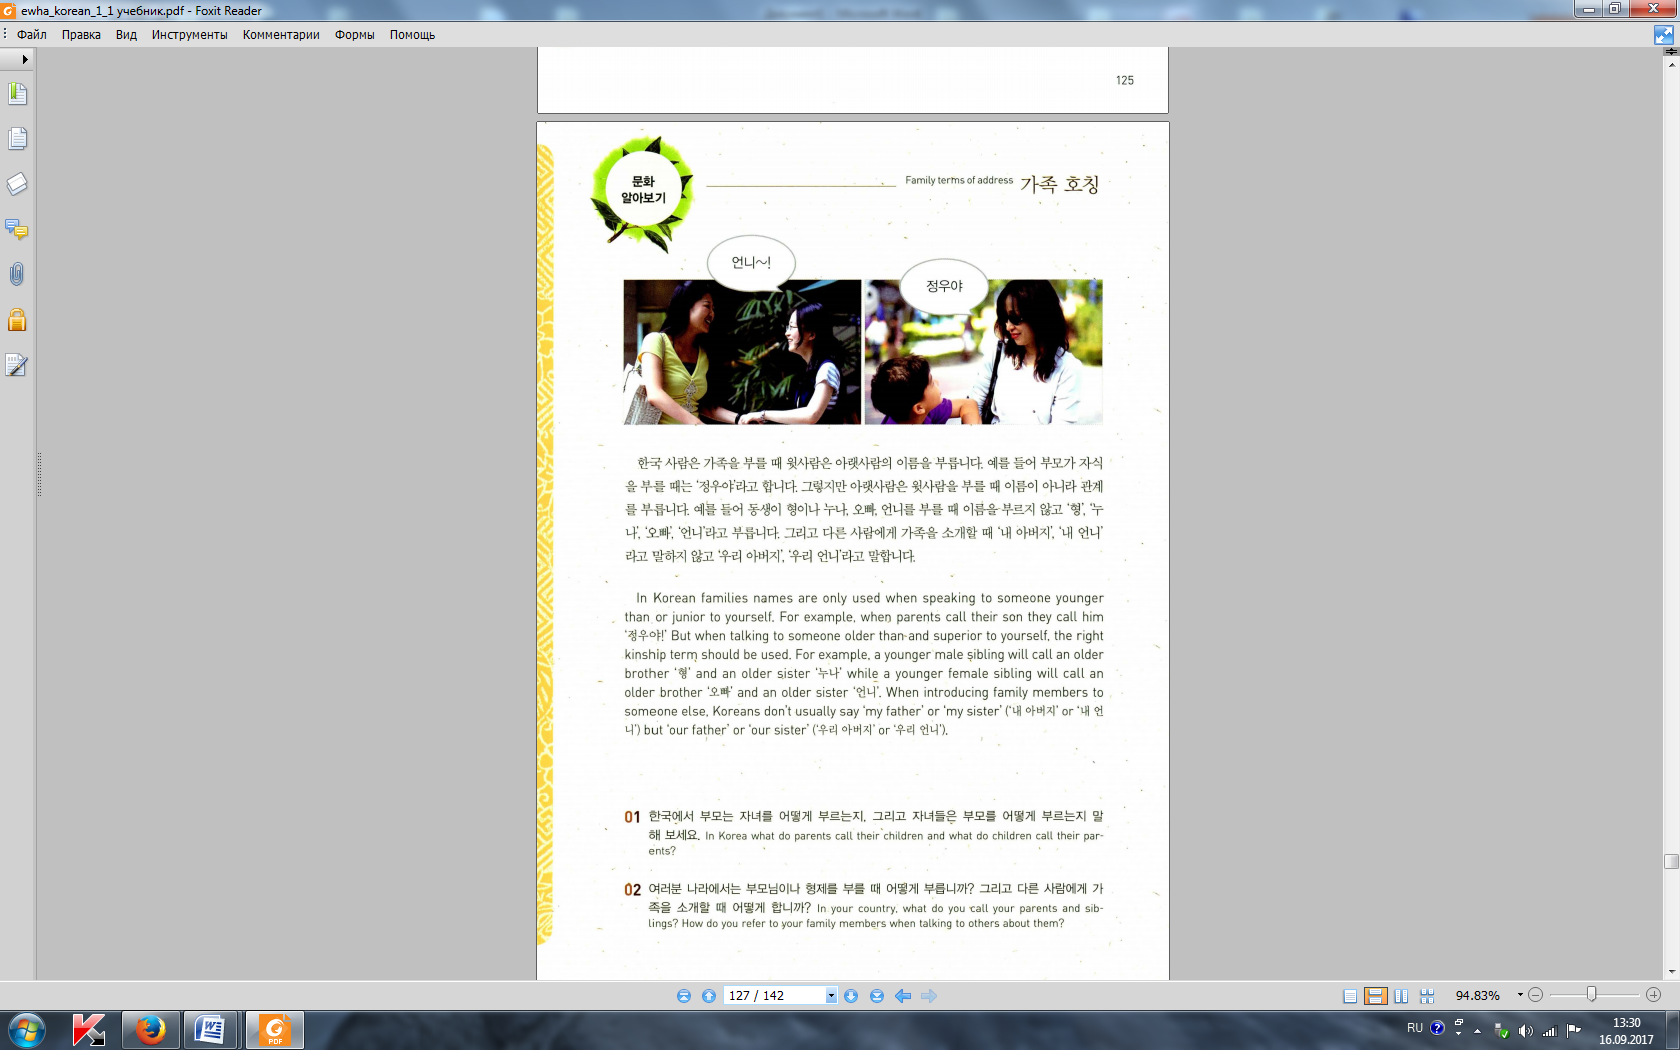 ewha_korean_1_1 учебник.pdf - Foxit Reader
Файл Правка Вид Инструменты Комментарии Формы Помощь
125
문화
알아보기
Family terms of address 가족 호칭
언니~!
정우야
한국 사람은 가족을 부를 때 윗사람은 아랫사람의 이름을 부릅니다. 예를 들어 부모가 자식
을 부를 때는 ‘정우야’라고 합니다. 그렇지만 아랫사람은 윗사람을 부를 때 이름이 아니라 관계
를 부릅니다. 예를 들어 동생이 형이나 누나, 오빠, 언니를 부를 때 이름을 부르지 않고 ‘형’, ‘누
나’, ‘오빠’, ‘언니’라고 부릅니다. 그리고 다른 사람에게 가족을 소개할 때 ‘내 아버지’, ‘내 언니’
라고 말하지 않고 ‘우리 아버지’, ‘우리 언니’라고 말합니다.
In Korean families names are only used when speaking to someone younger
than or junior to yourself. For example, when parents call their son they call him
‘정우야!’ But when talking to someone older than and superior to yourself, the right
kinship term should be used. For example, a younger male sibling will call an older
brother ‘형’ and an older sister ‘누나’ while a younger female sibling will call an
older brother ‘오빠’ and an older sister ‘언니’. When introducing family members to
someone else, Koreans don’t usually say ‘my father’ or ‘my sister’ (‘내 아버지’ or ‘내 언
니’) but ‘our father’ or ‘our sister’ (‘우리 아버지’ or ‘우리 언니’).
01 한국에서 부모는 자녀를 어떻게 부르는지, 그리고 자녀들은 부모를 어떻게 부르는지 말
해 보세요. In Korea what do parents call their children and what do children call their par-
ents?
02 여러분 나라에서는 부모님이나 형제를 부를 때 어떻게 부릅니까? 그리고 다른 사람에게 가
족을 소개할 때 어떻게 합니까? In your country, what do you call your parents and sib-
lings? How do you refer to your family members when talking to others about them?
127 / 142
94.83%
RU
13:30
16.09.2017
PDF